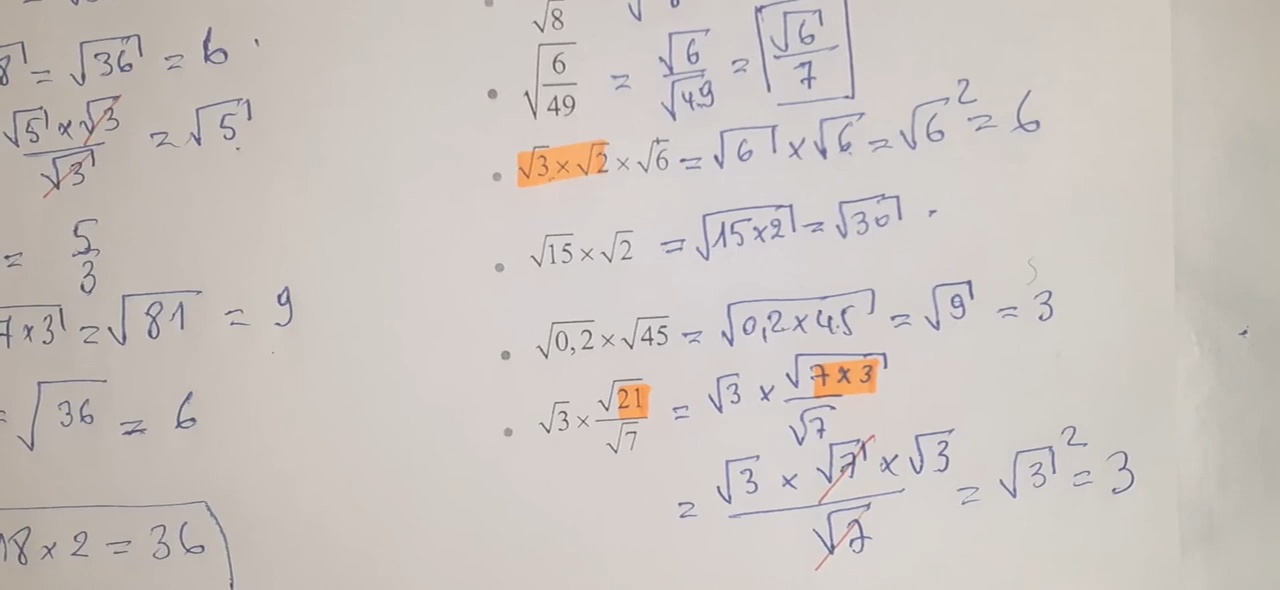 = √36 = 6
(√5 × √3)/√3 = √5
= 5/3
7×3 = √81 = 9
= √36 = 6
18 × 2 = 36
√8
√(6/49) = √6/√49 = √6/7
√3 × √2 × √6 = √6 × √6 = √6² = 6
√15 × √2 = √(15×2) = √30
√0,2 × √45 = √(0,2×45) = √9 = 3
√3 × √21/√7 = √3 × √(7×3)/√7
= (√3 × √7 × √3)/√7 = √3² = 3